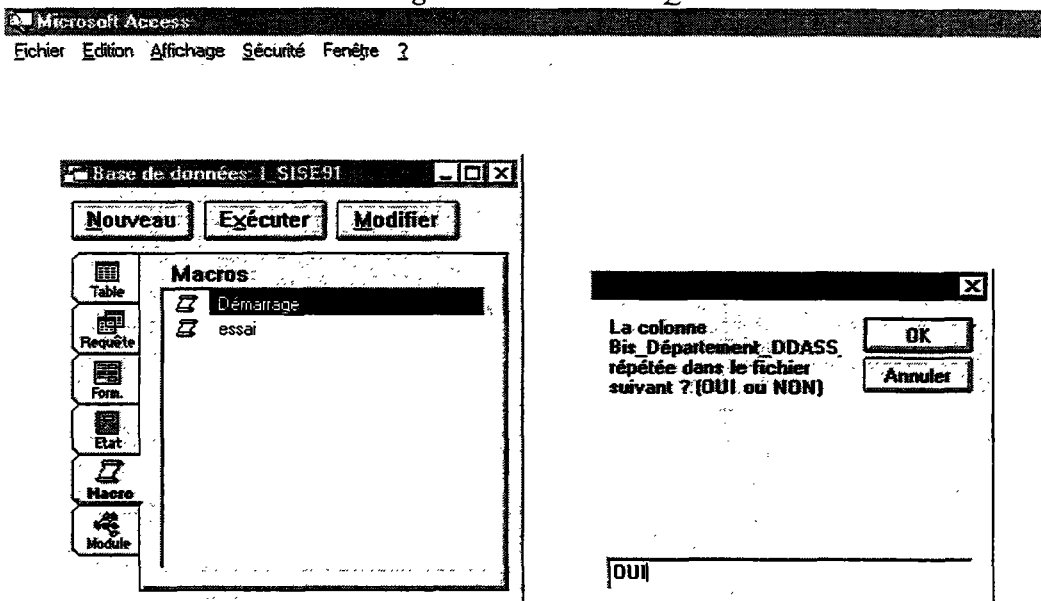 Microsoft Access
Fichier Edition Affichage Sécurité Fenêtre ?
Base de données: I_SISE91
Nouveau Exécuter Modifier
Table
Requête
Form.
Etat
Macro
Module
Macros
Démarrage
essai
La colonne
Bis_Département_DDASS_
répétée dans le fichier
suivant ? (OUI ou NON)
OK
Annuler
OUI